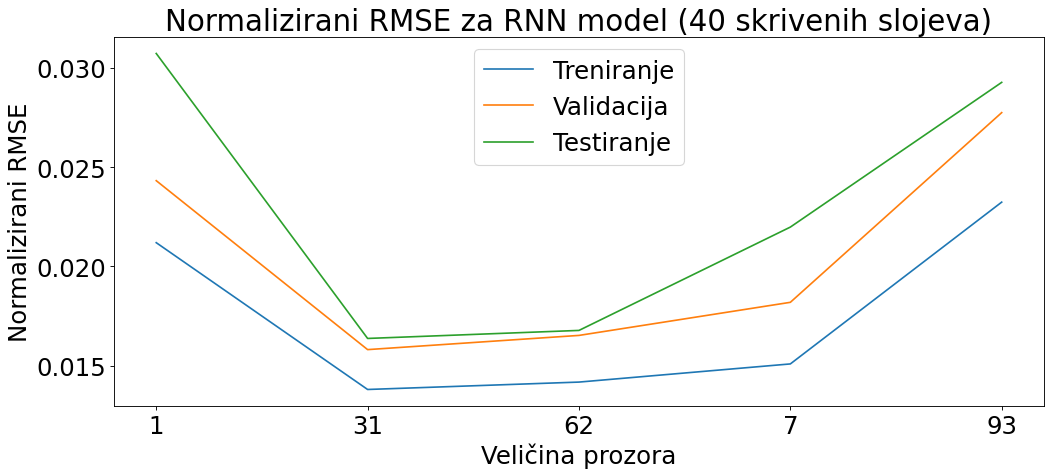 Normalizirani RMSE za RNN model (40 skrivenih slojeva)
Normalizirani RMSE
0.030
0.025
0.020
0.015
Treniranje
Validacija
Testiranje
1 31 62 7 93
Veličina prozora